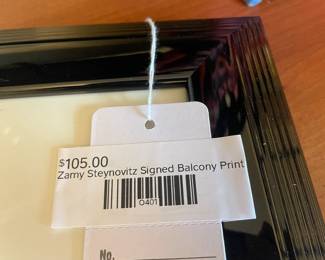 $105.00
Zamy Steynovitz Signed Balcony Print
0401
No.